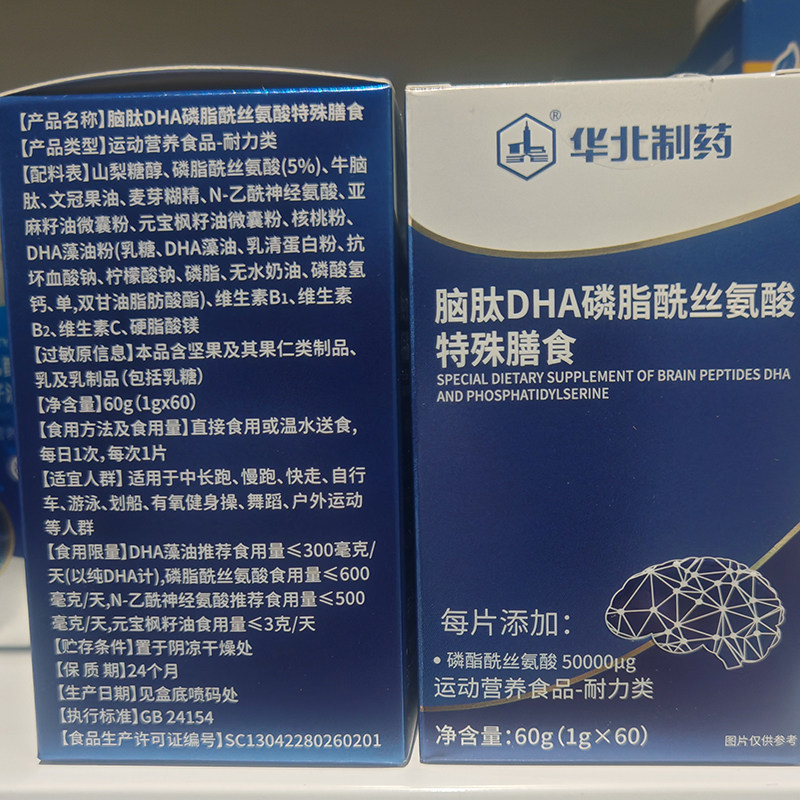 【产品名称】脑肽DHA磷脂酰丝氨酸特殊膳食
【产品类型】运动营养食品-耐力类
【配料表】山梨糖醇、磷脂酰丝氨酸(5%)、牛脑
肽、文冠果油、麦芽糊精、N-乙酰神经氨酸、亚
麻籽油微囊粉、元宝枫籽油微囊粉、核桃粉、
DHA藻油粉(乳糖、DHA藻油、乳清蛋白粉、抗
坏血酸钠、柠檬酸钠、磷脂、无水奶油、磷酸氢
钙、单,双甘油脂肪酸酯)、维生素B₁、维生素
B₂、维生素C、硬脂酸镁
【过敏原信息】本品含坚果及其果仁类制品、
乳及乳制品(包括乳糖)
【净含量】60g(1gx60)
【食用方法及食用量】直接食用或温水送食,
每日1次,每次1片
【适宜人群】适用于中长跑、慢跑、快走、自行
车、游泳、划船、有氧健身操、舞蹈、户外运动
等人群
【食用限量】DHA藻油推荐食用量≤300毫克/
天(以纯DHA计),磷脂酰丝氨酸食用量≤600
毫克/天,N-乙酰神经氨酸推荐食用量≤500
毫克/天,元宝枫籽油食用量≤3克/天
【贮存条件】置于阴凉干燥处
【保质期】24个月
【生产日期】见盒底喷码处
【执行标准】GB 24154
【食品生产许可证编号】SC13042280260201
®
华北制药
脑肽DHA磷脂酰丝氨酸
特殊膳食
SPECIAL DIETARY SUPPLEMENT OF BRAIN PEPTIDES DHA
AND PHOSPHATIDYLSERINE
每片添加:
• 磷酯酰丝氨酸 50000μg
运动营养食品-耐力类
净含量:60g(1g×60)
图片仅供参考